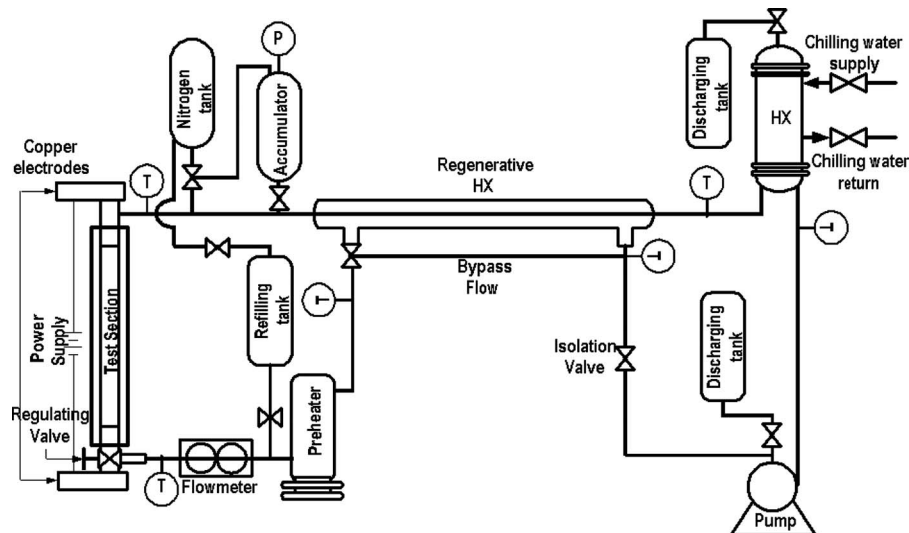 P
Nitrogen
tank
Accumulator
Discharging
tank
Chilling water
supply
HX
Chilling water
return
Copper
electrodes
T
Regenerative
HX
T
T
Bypass
Flow
T
T
Refilling
tank
Test Section
Power
Supply
Isolation
Valve
Discharging
tank
Regulating
Valve
Preheater
T
Flowmeter
Pump